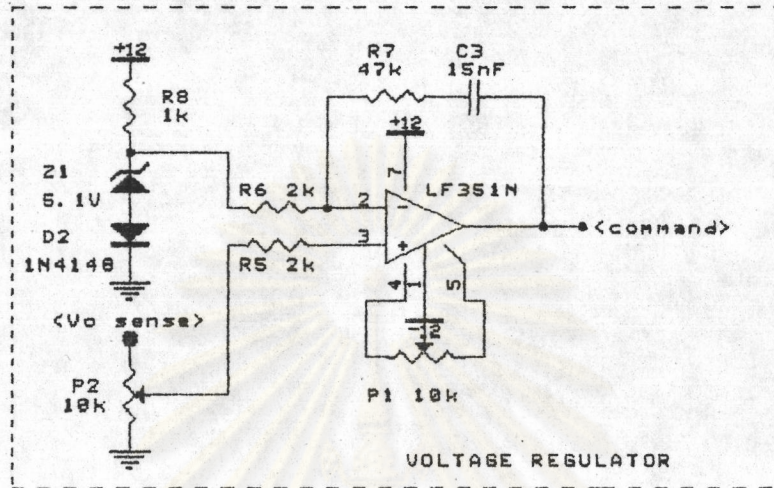 +12
R8
1k
Z1
5.1V
D2
1N4148
<Vo sense>
P2
10k
R7
47k
C3
15nF
+12
7
LF351N
R6 2k
2
-
R5 2k
3
+
4
1
5
-12
P1 10k
<command>
VOLTAGE REGULATOR